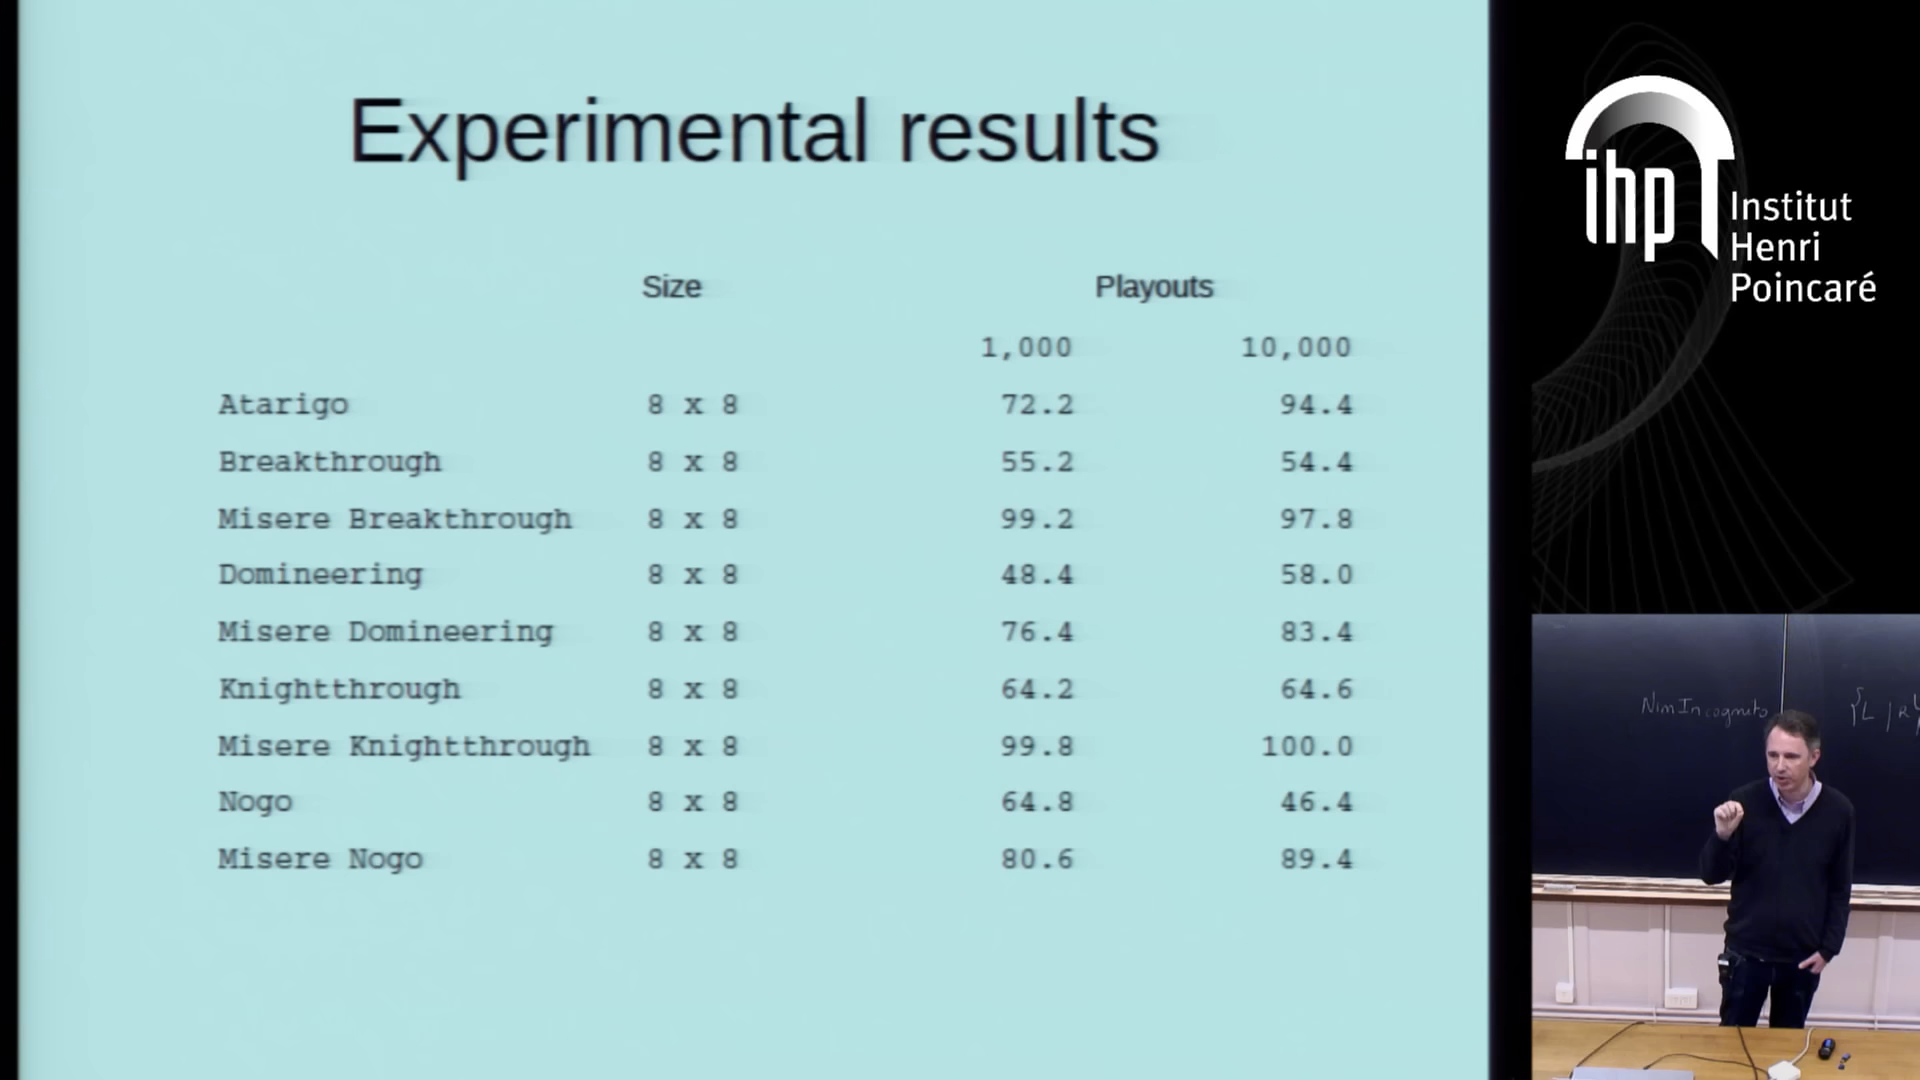 Experimental results
Size Playouts
1,000 10,000
Atarigo 8 x 8 72.2 94.4
Breakthrough 8 x 8 55.2 54.4
Misere Breakthrough 8 x 8 99.2 97.8
Domineering 8 x 8 48.4 58.0
Misere Domineering 8 x 8 76.4 83.4
Knightthrough 8 x 8 64.2 64.6
Misere Knightthrough 8 x 8 99.8 100.0
Nogo 8 x 8 64.8 46.4
Misere Nogo 8 x 8 80.6 89.4
ihp
Institut
Henri
Poincaré
NimIncognito